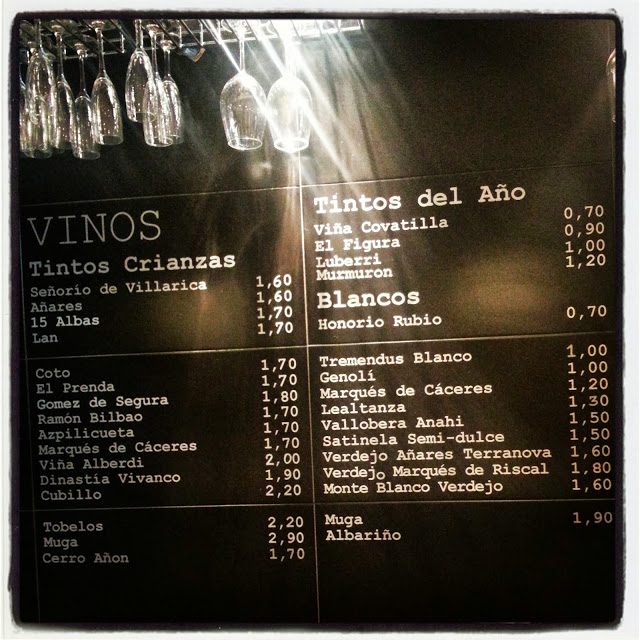 VINOS
Tintos Crianzas
Señorío de Villarica 1,60
Añares 1,60
15 Albas 1,70
Lan 1,70
Coto 1,70
El Prenda 1,70
Gomez de Segura 1,80
Ramón Bilbao 1,70
Azpilicueta 1,70
Marqués de Cáceres 1,70
Viña Alberdi 2,00
Dinastía Vivanco 1,90
Cubillo 2,20
Tobelos 2,20
Muga 2,90
Cerro Añon 1,70
Tintos del Año
Viña Covatilla 0,70
El Figura 0,90
Luberri 1,00
Murmuron 1,20
Blancos
Honorio Rubio 0,70
Tremendus Blanco 1,00
Genolí 1,00
Marqués de Cáceres 1,20
Lealtanza 1,30
Vallobera Anahi 1,50
Satinela Semi-dulce 1,50
Verdejo Añares Terranova 1,60
Verdejo Marqués de Riscal 1,80
Monte Blanco Verdejo 1,60
Muga 1,90
Albariño